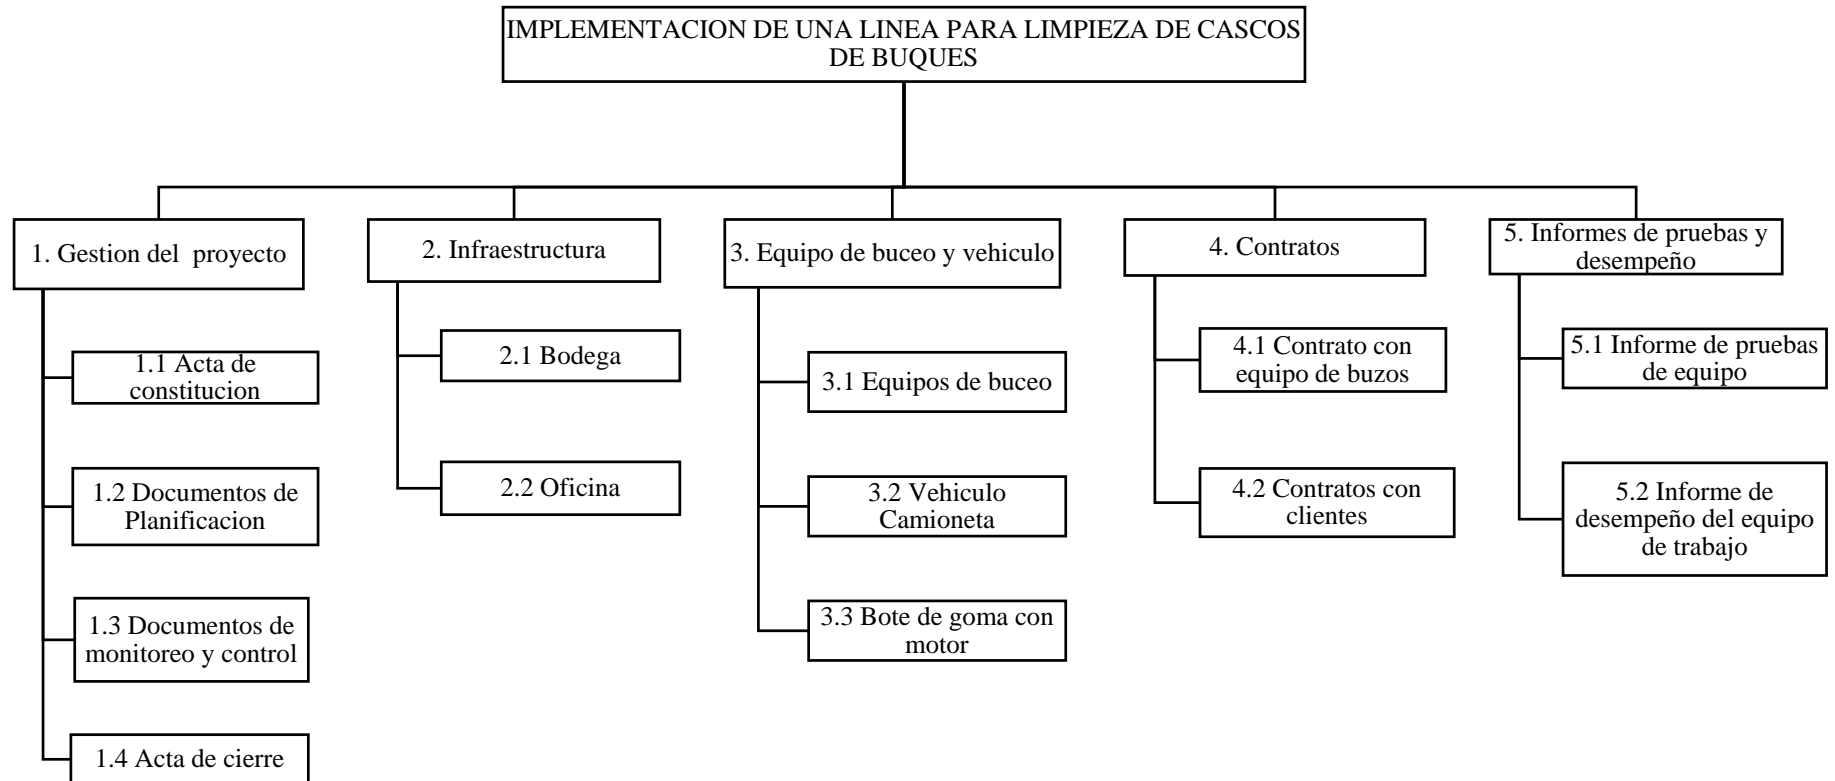 IMPLEMENTACION DE UNA LINEA PARA LIMPIEZA DE CASCOS
DE BUQUES
1. Gestion del proyecto
1.1 Acta de
constitucion
1.2 Documentos de
Planificacion
1.3 Documentos de
monitoreo y control
1.4 Acta de cierre
2. Infraestructura
2.1 Bodega
2.2 Oficina
3. Equipo de buceo y vehiculo
3.1 Equipos de buceo
3.2 Vehiculo
Camioneta
3.3 Bote de goma con
motor
4. Contratos
4.1 Contrato con
equipo de buzos
4.2 Contratos con
clientes
5. Informes de pruebas y
desempeño
5.1 Informe de pruebas
de equipo
5.2 Informe de
desempeño del equipo
de trabajo